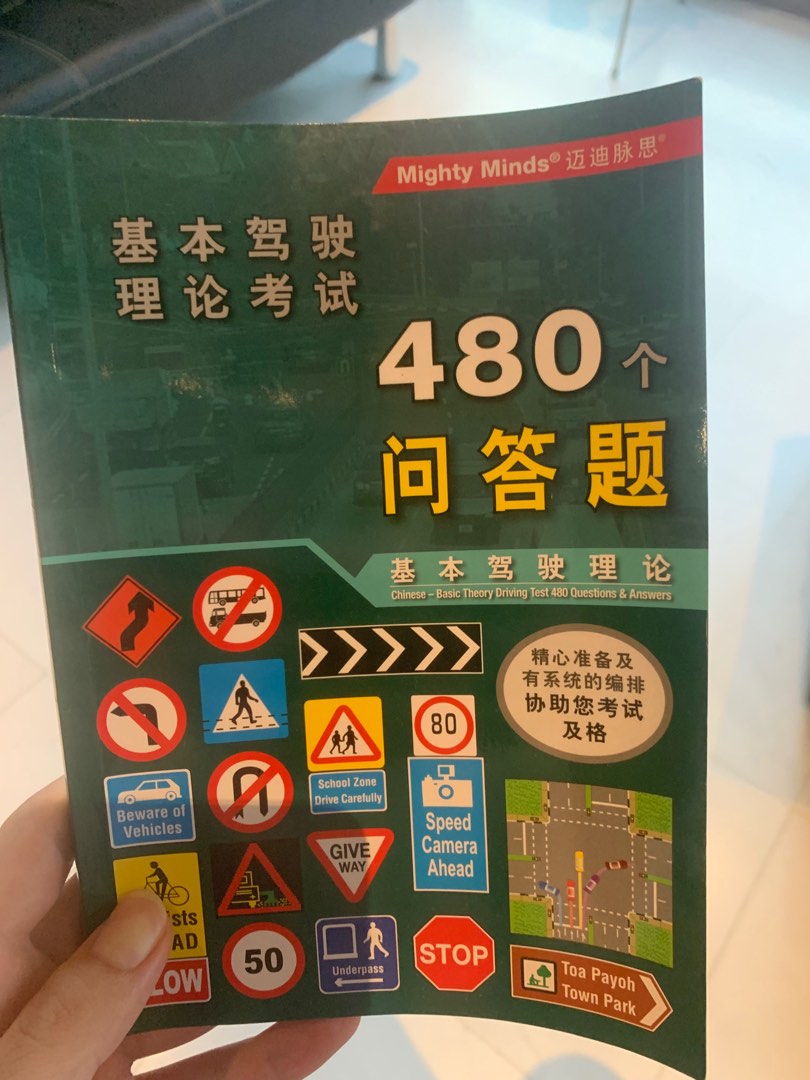 Mighty Minds® 迈迪脉思®
基本驾驶
理论考试
480个
问答题
基本驾驶理论
Chinese – Basic Theory Driving Test 480 Questions & Answers
精心准备及
有系统的编排
协助您考试
及格
80
School Zone
Drive Carefully
Beware of
Vehicles
Speed
Camera
Ahead
GIVE
WAY
50
Underpass
STOP
Toa Payoh
Town Park